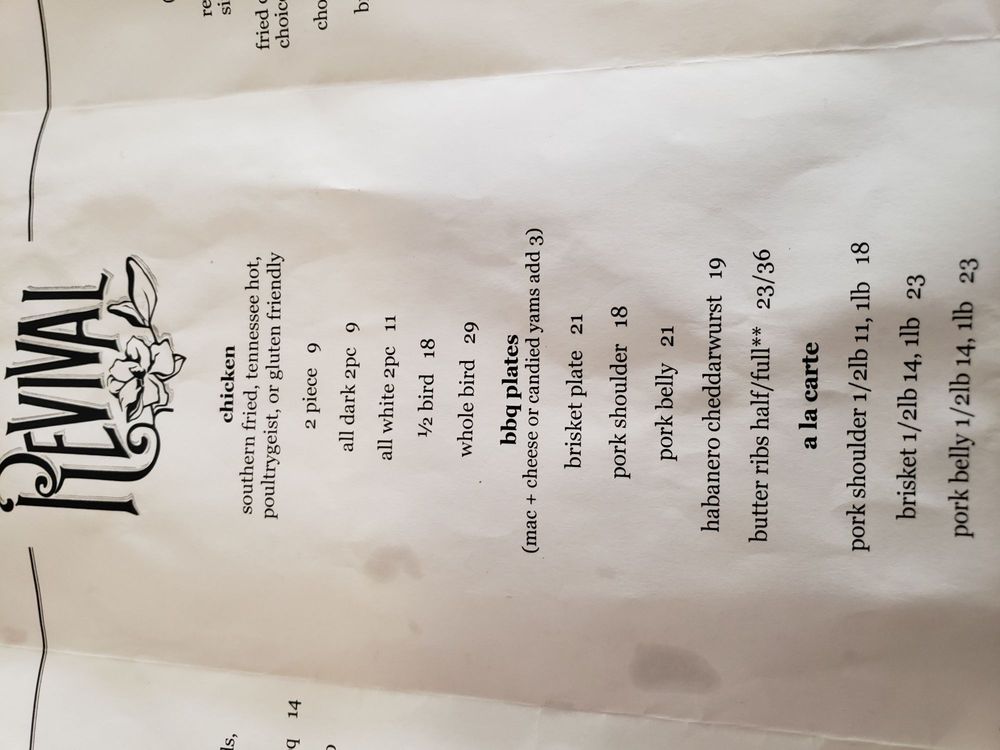 REVIVAL
chicken
southern fried, tennessee hot,
poultrygeist, or gluten friendly
2 piece 9
all dark 2pc 9
all white 2pc 11
½ bird 18
whole bird 29
bbq plates
(mac + cheese or candied yams add 3)
brisket plate 21
pork shoulder 18
pork belly 21
habanero cheddarwurst 19
butter ribs half/full** 23/36
a la carte
pork shoulder 1/2lb 11, 1lb 18
brisket 1/2lb 14, 1lb 23
pork belly 1/2lb 14, 1lb 23
14
fried